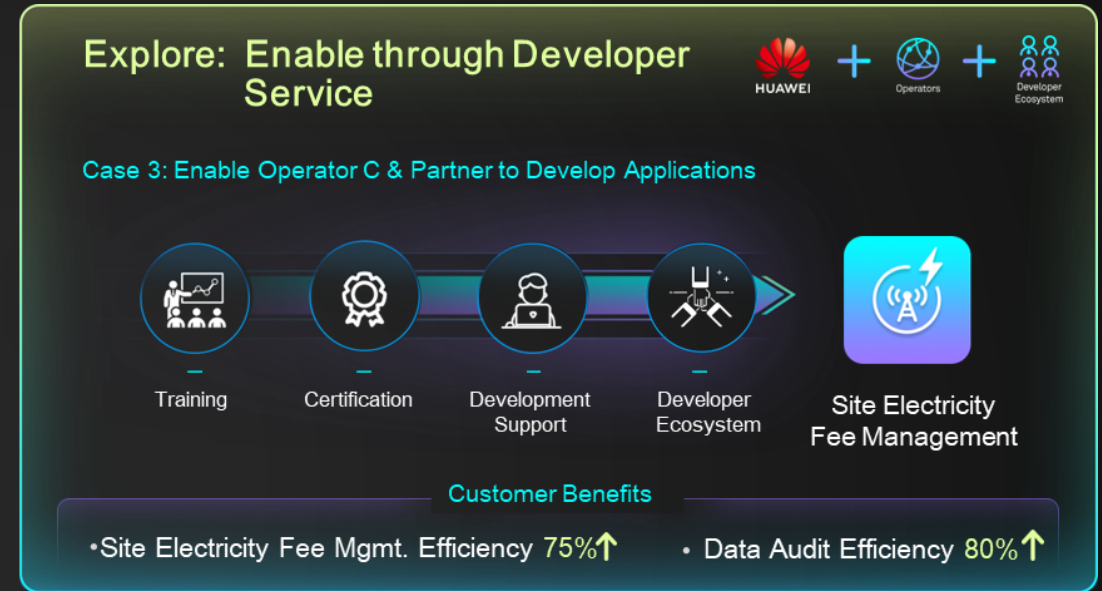 Explore: Enable through Developer
Service
HUAWEI
Operators
Developer
Ecosystem
Case 3: Enable Operator C & Partner to Develop Applications
Training
Certification
Development
Support
Developer
Ecosystem
Site Electricity
Fee Management
Customer Benefits
•Site Electricity Fee Mgmt. Efficiency 75%↑
• Data Audit Efficiency 80%↑